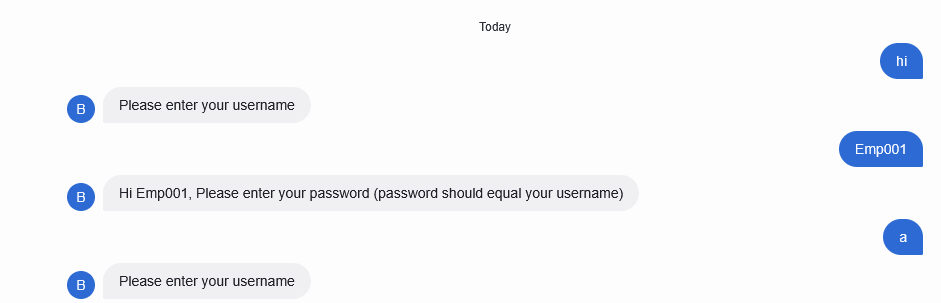 Today
hi
B Please enter your username
Emp001
B Hi Emp001, Please enter your password (password should equal your username)
a
B Please enter your username